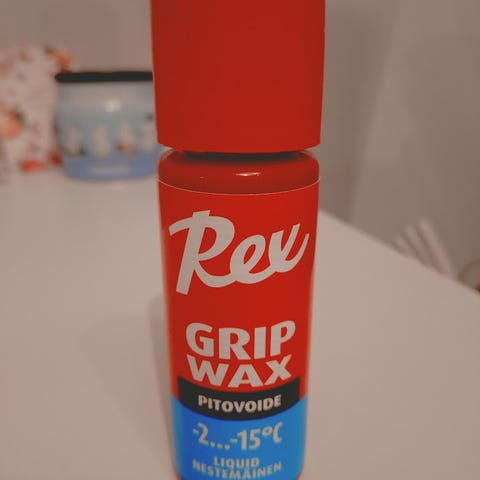 Rex
GRIP
WAX
PITOVOIDE
-2...-15°C
LIQUID
NESTEMÄINEN